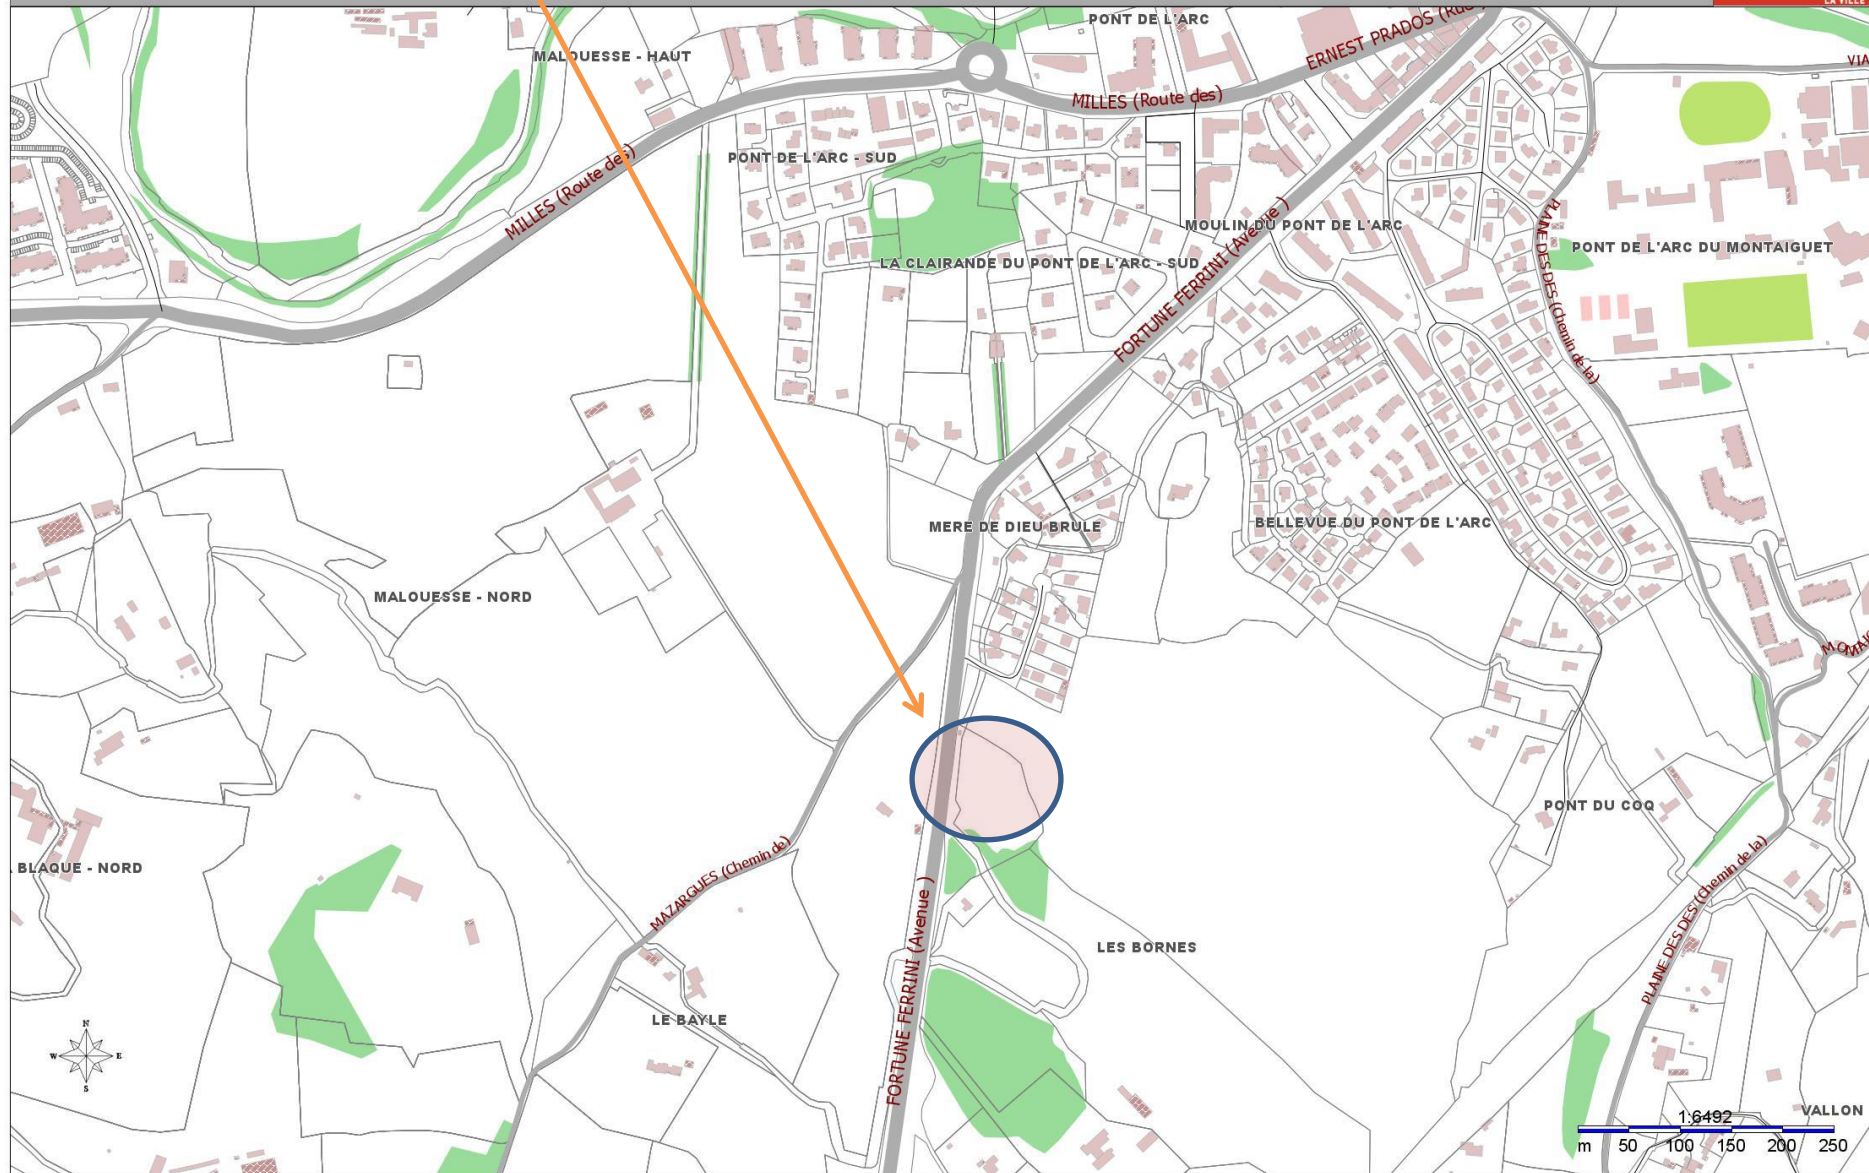 LA VILLE
PONT DE L'ARC
ERNEST PRADOS (Rue)
MALOUESSE - HAUT
VIA
MILLES (Route des)
PONT DE L'ARC - SUD
MILLES (Route des)
MOULIN DU PONT DE L'ARC
PLAINE DES DES (Chemin de la)
PONT DE L'ARC DU MONTAIGUET
LA CLAIRANDE DU PONT DE L'ARC - SUD
FORTUNE FERRINI (Avenue )
MERE DE DIEU BRULE
BELLEVUE DU PONT DE L'ARC
MALOUESSE - NORD
PONT DU COQ
BLAQUE - NORD
MAZARGUES (Chemin de)
PLAINE DES DES (Chemin de la)
FORTUNE FERRINI (Avenue )
LES BORNES
LE BAYLE
N
W E
S
VALLON
1:6492
m 50 100 150 200 250